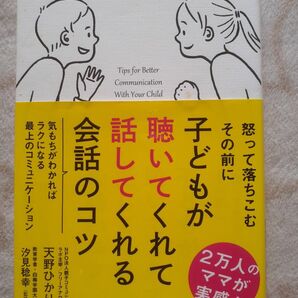 Tips for Better
Communication
With Your Child
怒って落ちこむ
その前に
子どもが
聴いてくれて
話してくれる
会話のコツ
気もちがわかれば
ラクになる
最上のコミュニケーション
2万人の
ママが
天野ひかり
汐見稔幸